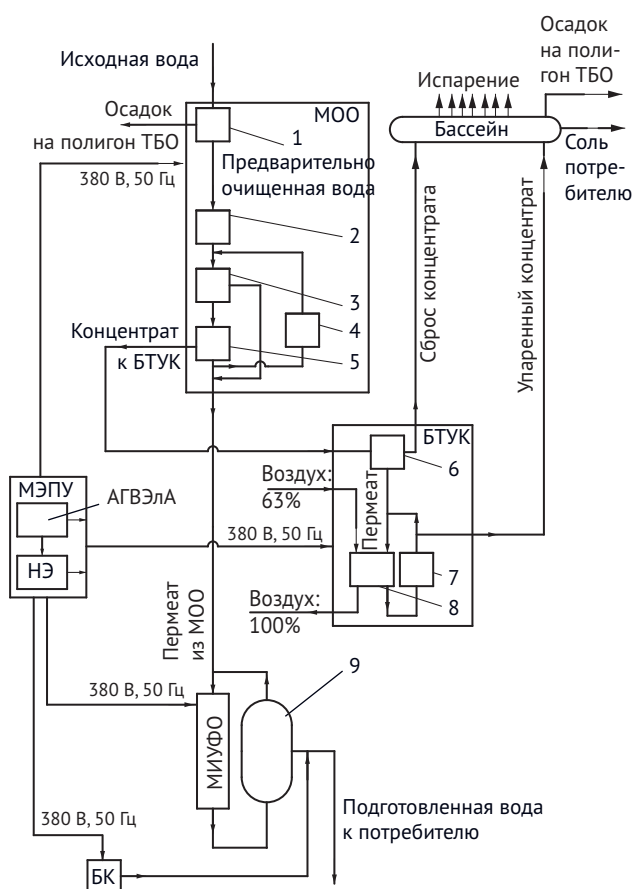 Исходная вода
Осадок
на полигон ТБО
380 В, 50 Гц
МОО
1
Предварительно
очищенная вода
2
3
4
5
Концентрат
к БТУК
Испарение
Осадок
на поли-
гон ТБО
Бассейн
Соль
потре-
бителю
Сброс концентрата
Упаренный концентрат
БТУК
6
Воздух:
63%
Пермеат
7
8
Воздух:
100%
МЭПУ
АГВЭлА
НЭ
380 В, 50 Гц
Пермеат
из МОО
380 В, 50 Гц
МИУФО
9
380 В, 50 Гц
БК
Подготовленная вода
к потребителю